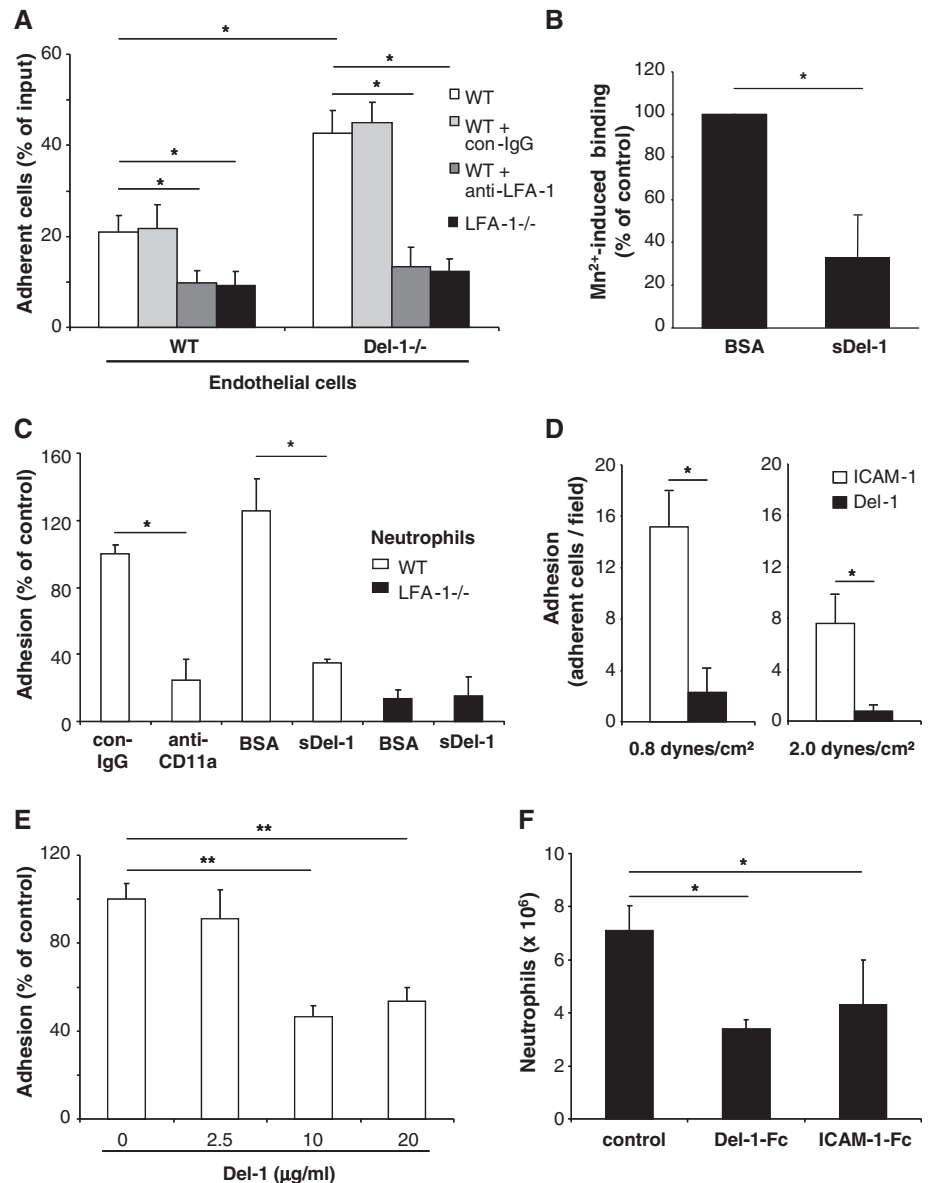 A
Adherent cells (% of input)
60
40
20
0
*
*
*
*
*
WT
WT +
con-IgG
WT +
anti-LFA-1
LFA-1-/-
WT
Del-1-/-
Endothelial cells
B
Mn²⁺-induced binding
(% of control)
120
100
80
60
40
20
0
*
BSA
sDel-1
C
Adhesion (% of control)
160
120
80
40
0
*
*
Neutrophils
WT
LFA-1-/-
con-
IgG
anti-
CD11a
BSA
sDel-1
BSA
sDel-1
D
Adhesion
(adherent cells / field)
20
16
12
8
4
0
*
0.8 dynes/cm²
20
16
12
8
4
0
*
ICAM-1
Del-1
2.0 dynes/cm²
E
Adhesion (% of control)
120
80
40
0
**
**
0
2.5
10
20
Del-1 (μg/ml)
F
Neutrophils (x 10⁶)
10
8
6
4
2
0
*
*
control
Del-1-Fc
ICAM-1-Fc